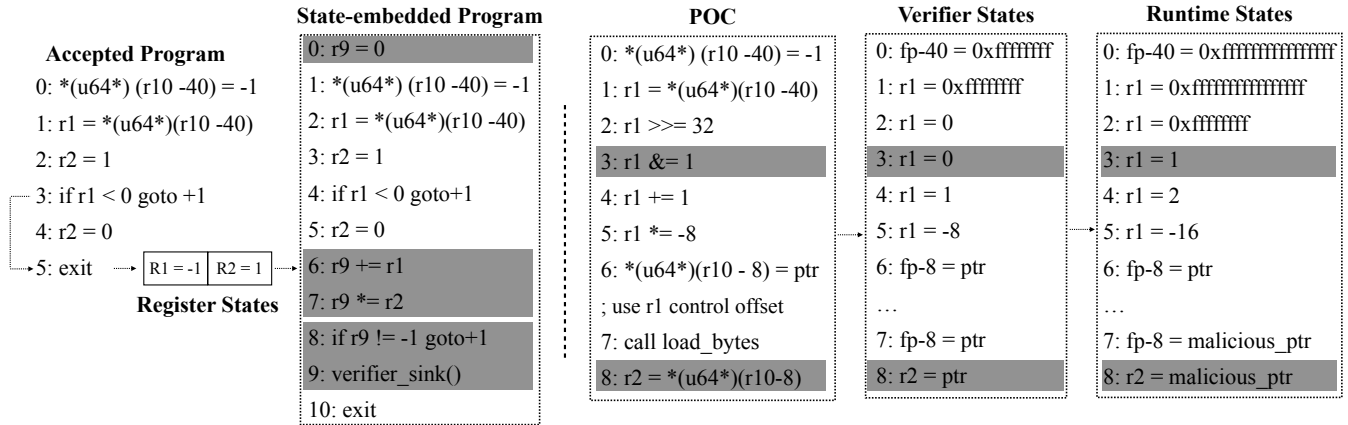 Accepted Program
0: *(u64*) (r10 -40) = -1
1: r1 = *(u64*)(r10 -40)
2: r2 = 1
3: if r1 < 0 goto +1
4: r2 = 0
5: exit
R1 = -1 R2 = 1
Register States
State-embedded Program
0: r9 = 0
1: *(u64*) (r10 -40) = -1
2: r1 = *(u64*)(r10 -40)
3: r2 = 1
4: if r1 < 0 goto+1
5: r2 = 0
6: r9 += r1
7: r9 *= r2
8: if r9 != -1 goto+1
9: verifier_sink()
10: exit
POC
0: *(u64*) (r10 -40) = -1
1: r1 = *(u64*)(r10 -40)
2: r1 >>= 32
3: r1 &= 1
4: r1 += 1
5: r1 *= -8
6: *(u64*)(r10 - 8) = ptr
; use r1 control offset
7: call load_bytes
8: r2 = *(u64*)(r10-8)
Verifier States
0: fp-40 = 0xffffffff
1: r1 = 0xffffffff
2: r1 = 0
3: r1 = 0
4: r1 = 1
5: r1 = -8
6: fp-8 = ptr
…
7: fp-8 = ptr
8: r2 = ptr
Runtime States
0: fp-40 = 0xffffffffffffffff
1: r1 = 0xffffffffffffffff
2: r1 = 0xffffffff
3: r1 = 1
4: r1 = 2
5: r1 = -16
6: fp-8 = ptr
…
7: fp-8 = malicious_ptr
8: r2 = malicious_ptr